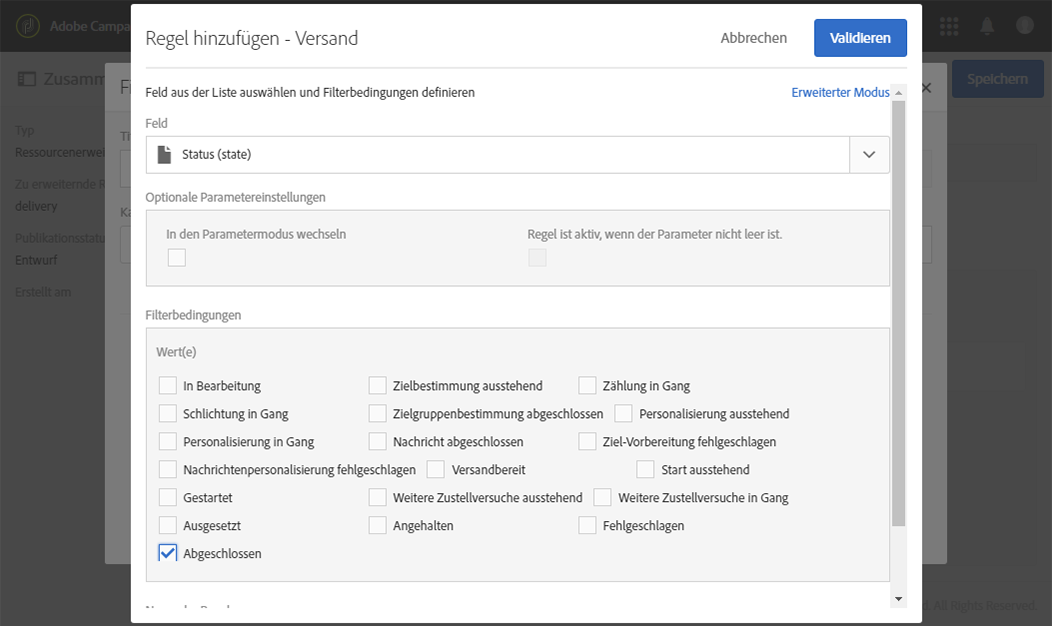 Adobe Campa
Regel hinzufügen - Versand
Abbrechen
Validieren
Zusamm
Speichern
Feld aus der Liste auswählen und Filterbedingungen definieren
Erweiterter Modus
Typ
Ressourcenerwei
Zu erweiternde R
delivery
Publikationsstatu
Entwurf
Erstellt am
Feld
Status (state)
Optionale Parametereinstellungen
In den Parametermodus wechseln
Regel ist aktiv, wenn der Parameter nicht leer ist.
Filterbedingungen
Wert(e)
In Bearbeitung
Zielbestimmung ausstehend
Zählung in Gang
Schlichtung in Gang
Zielgruppenbestimmung abgeschlossen
Personalisierung ausstehend
Personalisierung in Gang
Nachricht abgeschlossen
Ziel-Vorbereitung fehlgeschlagen
Nachrichtenpersonalisierung fehlgeschlagen
Versandbereit
Start ausstehend
Gestartet
Weitere Zustellversuche ausstehend
Weitere Zustellversuche in Gang
Ausgesetzt
Angehalten
Fehlgeschlagen
Abgeschlossen
d. All Rights Reserved.